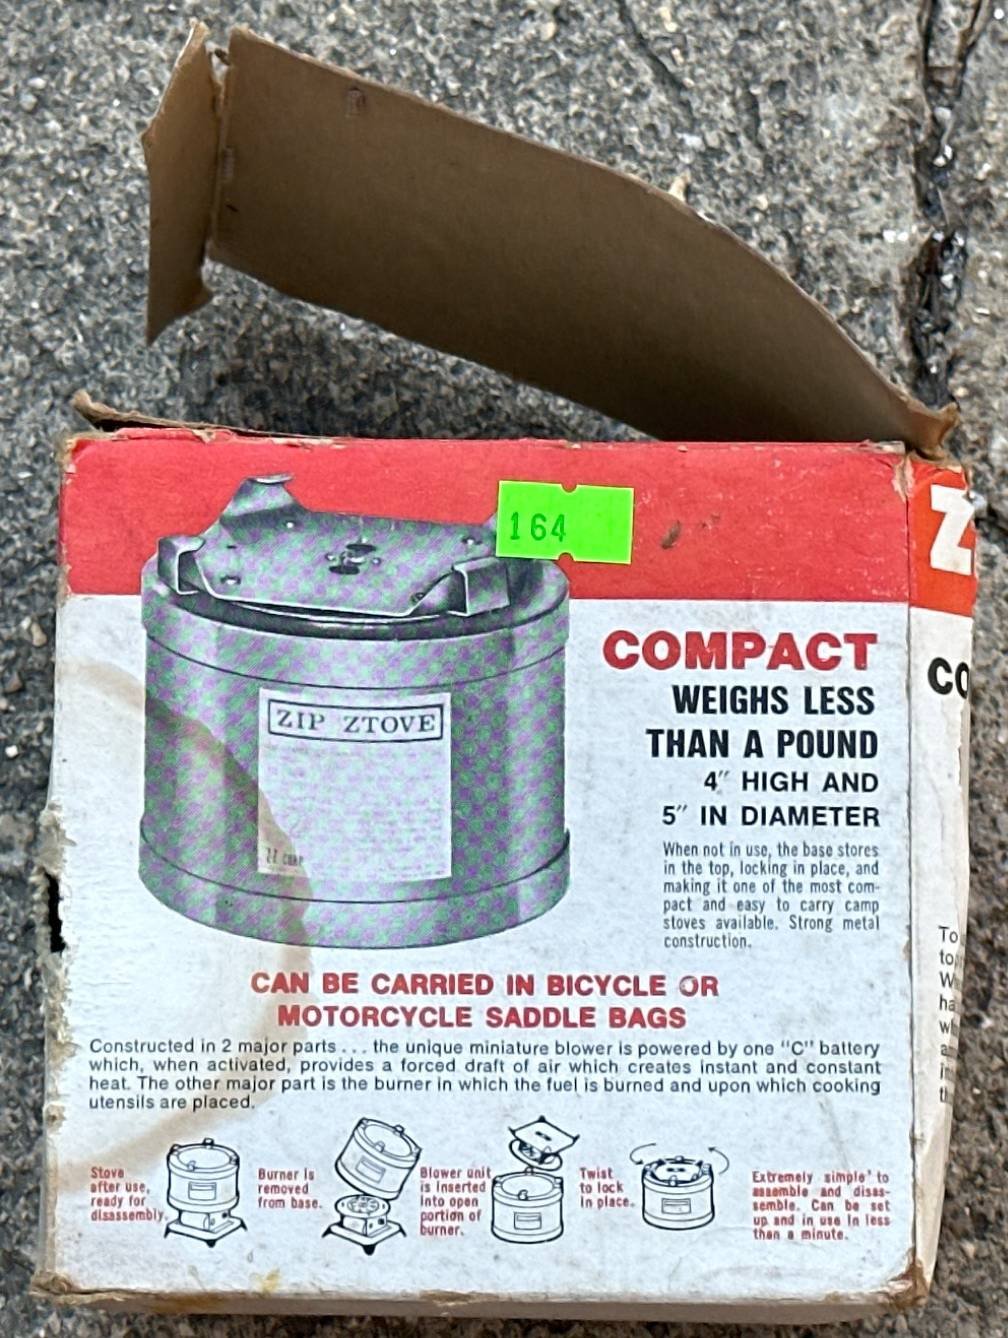 164
Z
COMPACT
WEIGHS LESS
THAN A POUND
4″ HIGH AND
5″ IN DIAMETER
When not in use, the base stores
in the top, locking in place, and
making it one of the most com-
pact and easy to carry camp
stoves available. Strong metal
construction.
ZIP ZTOVE
ZZ CORP
CAN BE CARRIED IN BICYCLE OR
MOTORCYCLE SADDLE BAGS
Constructed in 2 major parts . . . the unique miniature blower is powered by one "C" battery
which, when activated, provides a forced draft of air which creates instant and constant
heat. The other major part is the burner in which the fuel is burned and upon which cooking
utensils are placed.
Stove
after use,
ready for
disassembly.
Burner is
removed
from base.
Blower unit
is inserted
into open
portion of
burner.
Twist
to lock
in place.
Extremely simple to
assemble and disas-
semble. Can be set
up and in use in less
than a minute.
CO
To